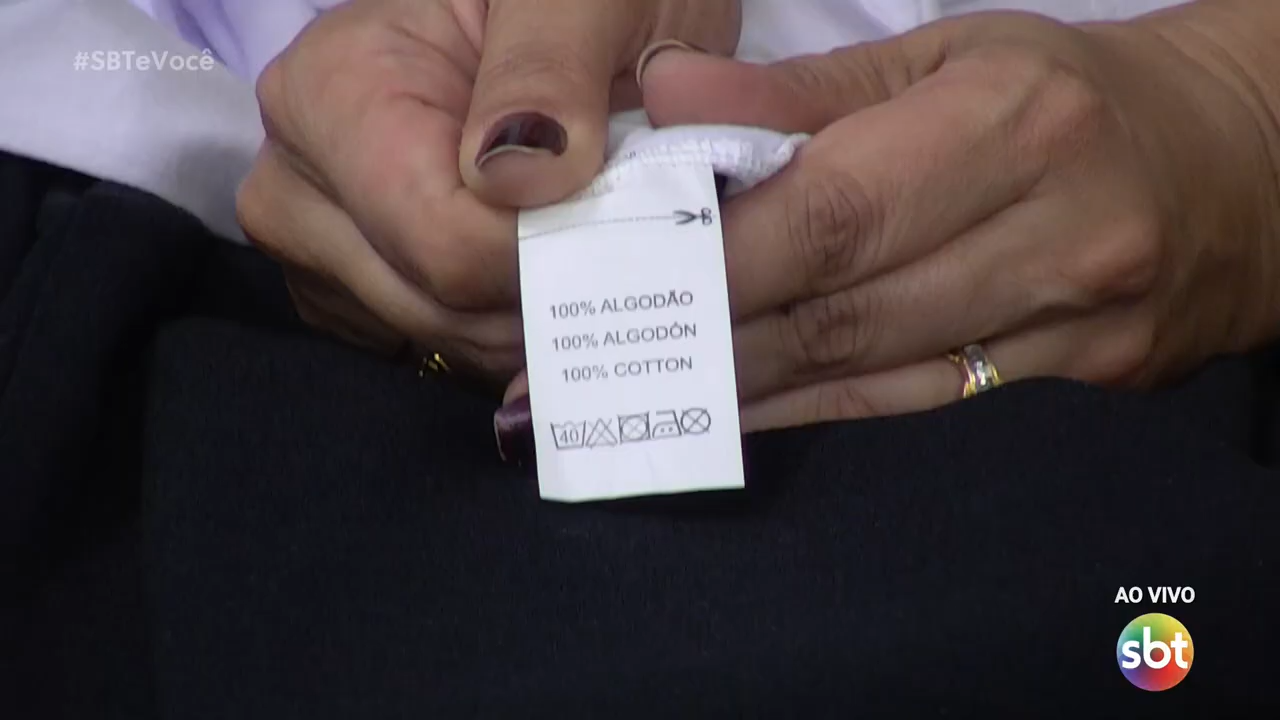 #SBTeVocê
100% ALGODÃO
100% ALGODÓN
100% COTTON
40
AO VIVO
sbt